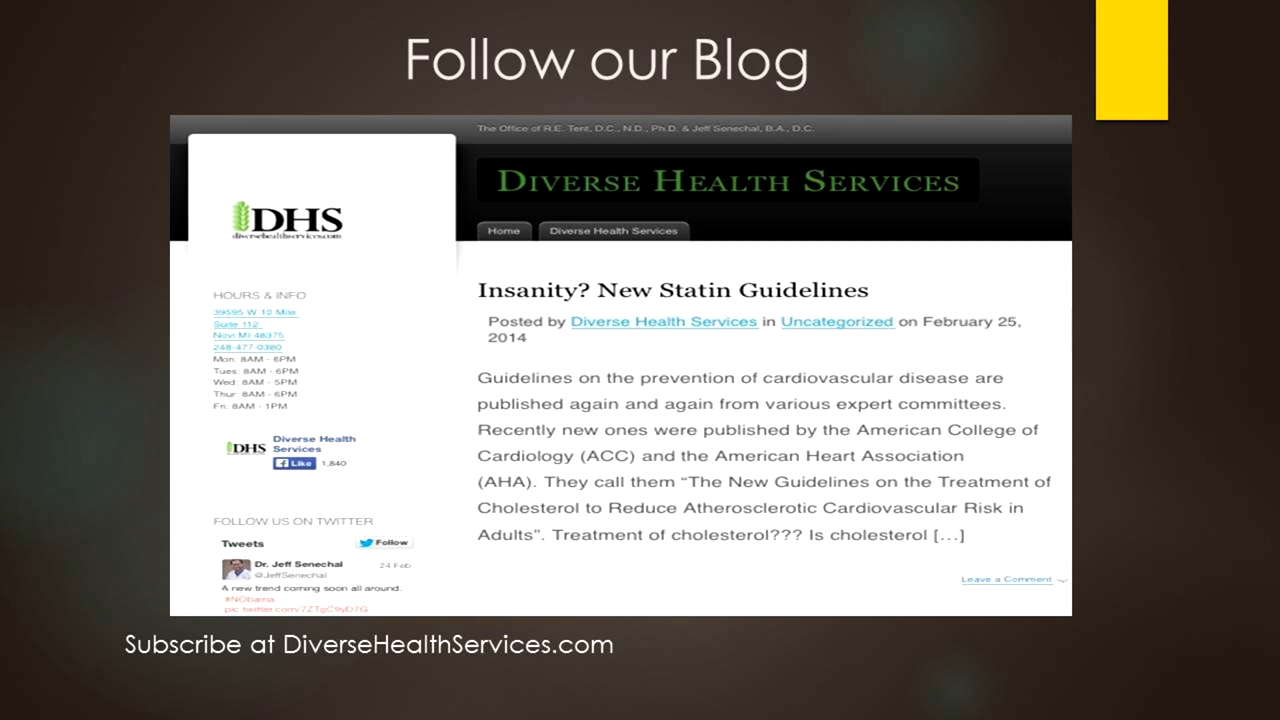 Follow our Blog
The Office of R.E. Tent, D.C., N.D., Ph.D. & Jeff Senechal, B.A., D.C.
Diverse Health Services
Home
Diverse Health Services
DHS
diversehealthservices.com
HOURS & INFO
39595 W 10 Mile
Suite 112
Novi MI 48375
248-477-0380
Mon: 8AM - 6PM
Tues: 8AM - 6PM
Wed: 8AM - 5PM
Thur: 8AM - 6PM
Fri: 8AM - 1PM
DHS
Diverse Health
Services
Like 1,840
FOLLOW US ON TWITTER
Tweets
Follow
Dr. Jeff Senechal
24 Feb
@JeffSenechal
A new trend coming soon all around.
#NObama
pic.twitter.com/7ZTgC9yD7G
Insanity? New Statin Guidelines
Posted by Diverse Health Services in Uncategorized on February 25,
2014
Guidelines on the prevention of cardiovascular disease are
published again and again from various expert committees.
Recently new ones were published by the American College of
Cardiology (ACC) and the American Heart Association
(AHA). They call them “The New Guidelines on the Treatment of
Cholesterol to Reduce Atherosclerotic Cardiovascular Risk in
Adults”. Treatment of cholesterol??? Is cholesterol […]
Leave a Comment
Subscribe at DiverseHealthServices.com